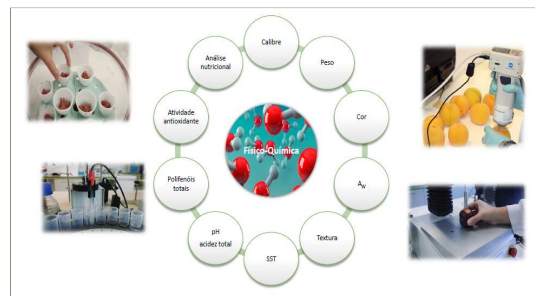 Calibre
Peso
Cor
Aw
Textura
SST
pH
acidez total
Polifenóis
totais
Atividade
antioxidante
Análise
nutricional
Físico-Química